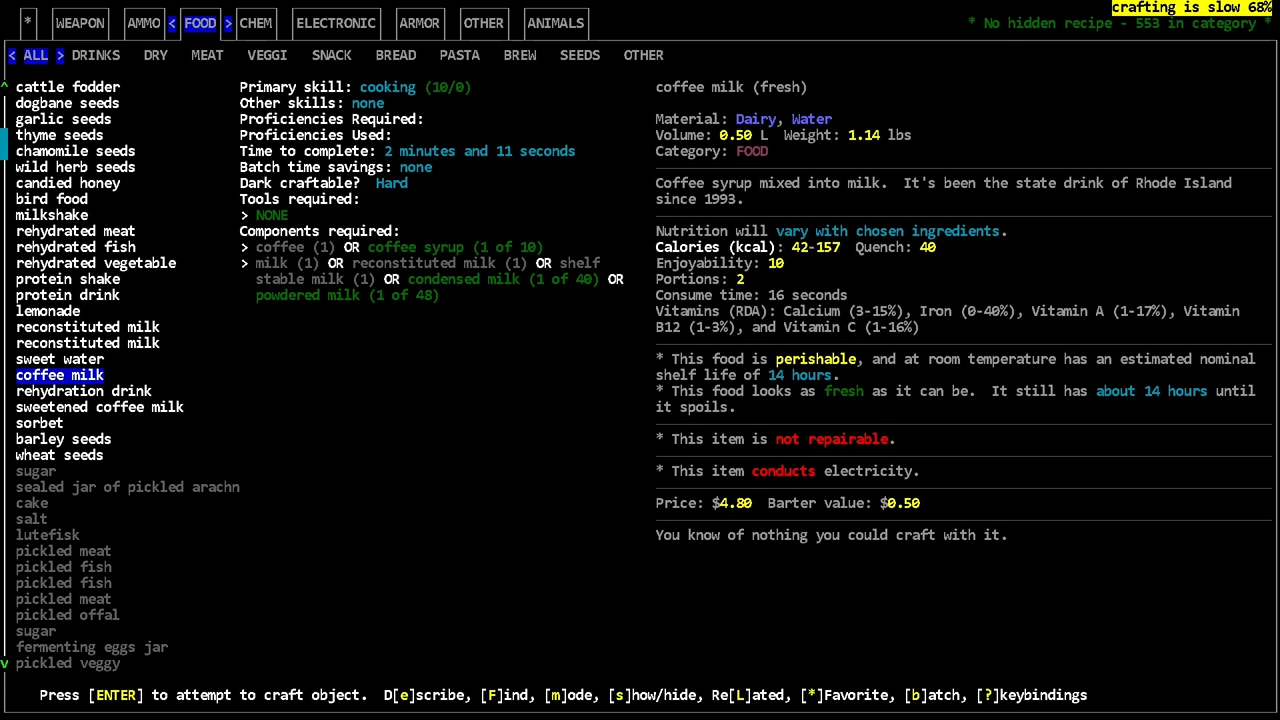 crafting is slow 68%
* WEAPON AMMO < FOOD > CHEM ELECTRONIC ARMOR OTHER ANIMALS
* No hidden recipe - 553 in category *
< ALL > DRINKS DRY MEAT VEGGI SNACK BREAD PASTA BREW SEEDS OTHER
^ cattle fodder
dogbane seeds
garlic seeds
thyme seeds
chamomile seeds
wild herb seeds
candied honey
bird food
milkshake
rehydrated meat
rehydrated fish
rehydrated vegetable
protein shake
protein drink
lemonade
reconstituted milk
reconstituted milk
sweet water
coffee milk
rehydration drink
sweetened coffee milk
sorbet
barley seeds
wheat seeds
sugar
sealed jar of pickled arachn
cake
salt
lutefisk
pickled meat
pickled fish
pickled fish
pickled meat
pickled offal
sugar
fermenting eggs jar
v pickled veggy
Primary skill: cooking (10/0)
Other skills: none
Proficiencies Required:
Proficiencies Used:
Time to complete: 2 minutes and 11 seconds
Batch time savings: none
Dark craftable? Hard
Tools required:
> NONE
Components required:
> coffee (1) OR coffee syrup (1 of 10)
> milk (1) OR reconstituted milk (1) OR shelf
stable milk (1) OR condensed milk (1 of 40) OR
powdered milk (1 of 48)
coffee milk (fresh)
Material: Dairy, Water
Volume: 0.50 L Weight: 1.14 lbs
Category: FOOD
Coffee syrup mixed into milk. It's been the state drink of Rhode Island
since 1993.
Nutrition will vary with chosen ingredients.
Calories (kcal): 42-157 Quench: 40
Enjoyability: 10
Portions: 2
Consume time: 16 seconds
Vitamins (RDA): Calcium (3-15%), Iron (0-40%), Vitamin A (1-17%), Vitamin
B12 (1-3%), and Vitamin C (1-16%)
* This food is perishable, and at room temperature has an estimated nominal
shelf life of 14 hours.
* This food looks as fresh as it can be. It still has about 14 hours until
it spoils.
* This item is not repairable.
* This item conducts electricity.
Price: $4.80 Barter value: $0.50
You know of nothing you could craft with it.
Press [ENTER] to attempt to craft object. D[e]scribe, [F]ind, [m]ode, [s]how/hide, Re[L]ated, [*]Favorite, [b]atch, [?]keybindings